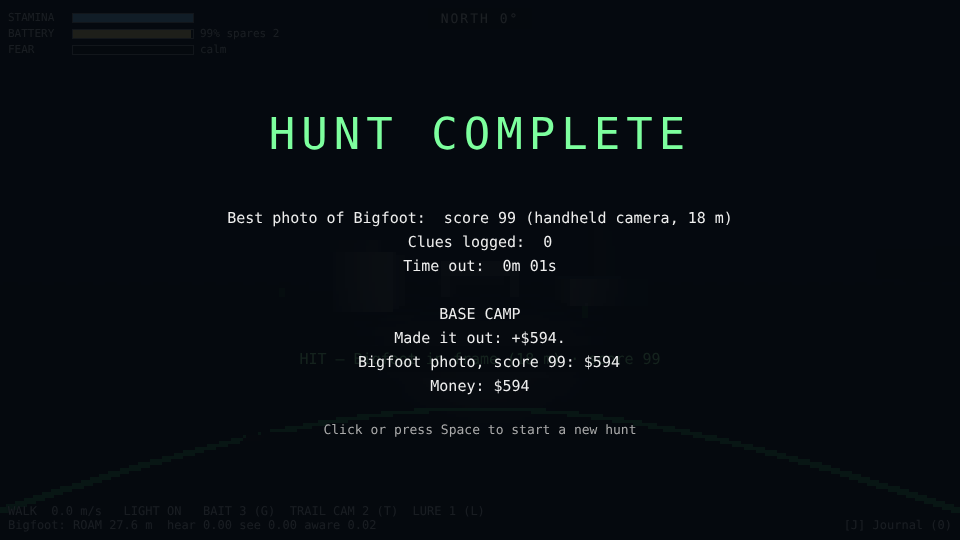 STAMINA
BATTERY 99% spares 2
FEAR calm
NORTH 0°
HUNT COMPLETE
Best photo of Bigfoot: score 99 (handheld camera, 18 m)
Clues logged: 0
Time out: 0m 01s
BASE CAMP
Made it out: +$594.
HIT —
Bigfoot photo, score 99: $594
Money: $594
Click or press Space to start a new hunt
WALK 0.0 m/s LIGHT ON BAIT 3 (G) TRAIL CAM 2 (T) LURE 1 (L)
Bigfoot: ROAM 27.6 m hear 0.00 see 0.00 aware 0.02
[J] Journal (0)